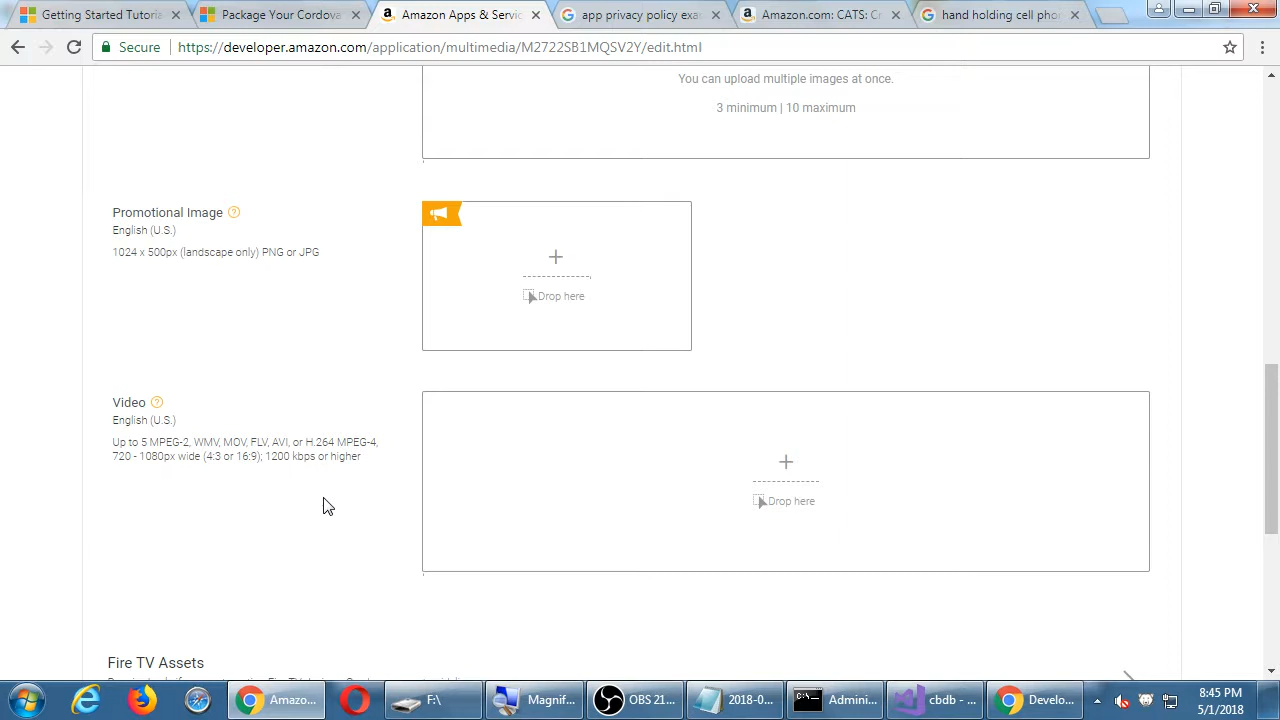 Getting Started Tutoria
Package Your Cordova
Amazon Apps & Servic
app privacy policy exa
Amazon.com: CATS: C
hand holding cell pho
Secure
https://developer.amazon.com/application/multimedia/M2722SB1MQSV2Y/edit.html
You can upload multiple images at once.
3 minimum | 10 maximum
Promotional Image
English (U.S.)
1024 x 500px (landscape only) PNG or JPG
Drop here
Video
English (U.S.)
Up to 5 MPEG-2, WMV, MOV, FLV, AVI, or H.264 MPEG-4,
720 - 1080px wide (4:3 or 16:9); 1200 kbps or higher
Drop here
Fire TV Assets
Amazo...
F:\
Magnif...
OBS 21...
2018-0...
Admini...
cbdb - ...
Develo...
8:45 PM
5/1/2018